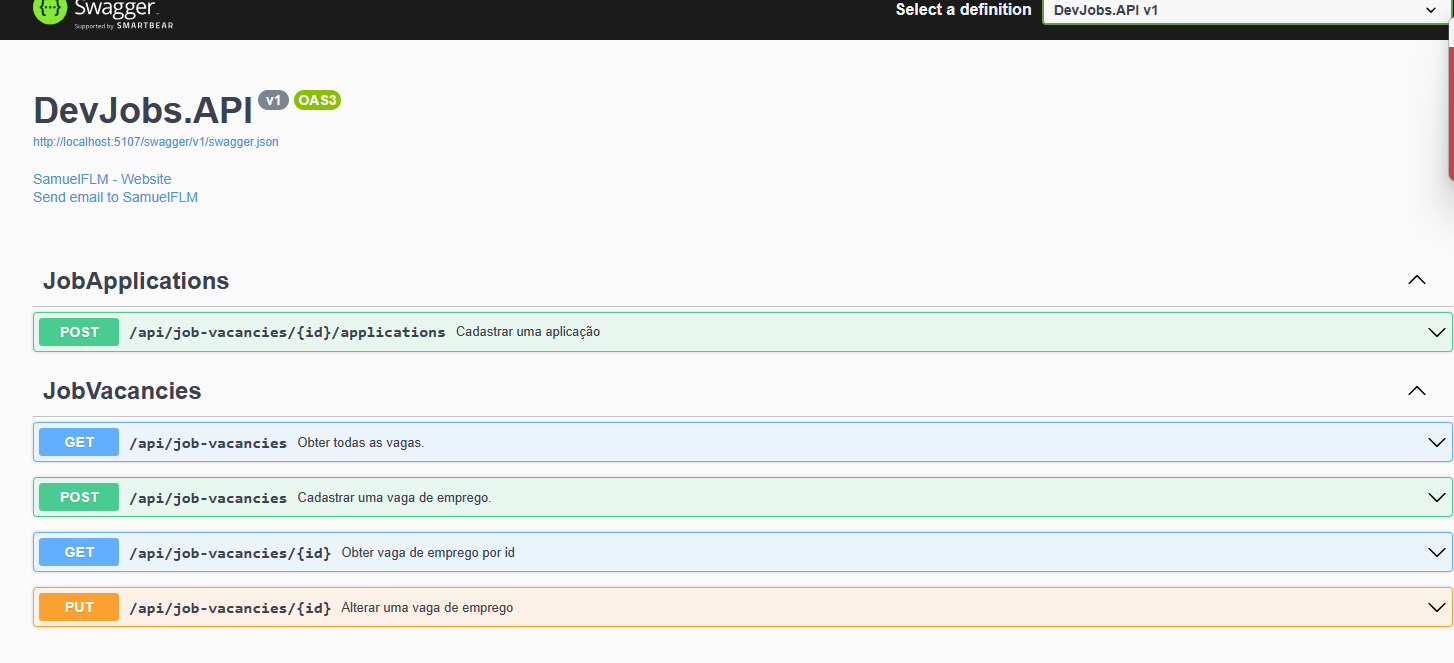 Swagger.
Supported by SMARTBEAR
Select a definition
DevJobs.API v1
DevJobs.API v1 OAS3
http://localhost:5107/swagger/v1/swagger.json
SamuelFLM - Website
Send email to SamuelFLM
JobApplications
POST /api/job-vacancies/{id}/applications Cadastrar uma aplicação
JobVacancies
GET /api/job-vacancies Obter todas as vagas.
POST /api/job-vacancies Cadastrar uma vaga de emprego.
GET /api/job-vacancies/{id} Obter vaga de emprego por id
PUT /api/job-vacancies/{id} Alterar uma vaga de emprego